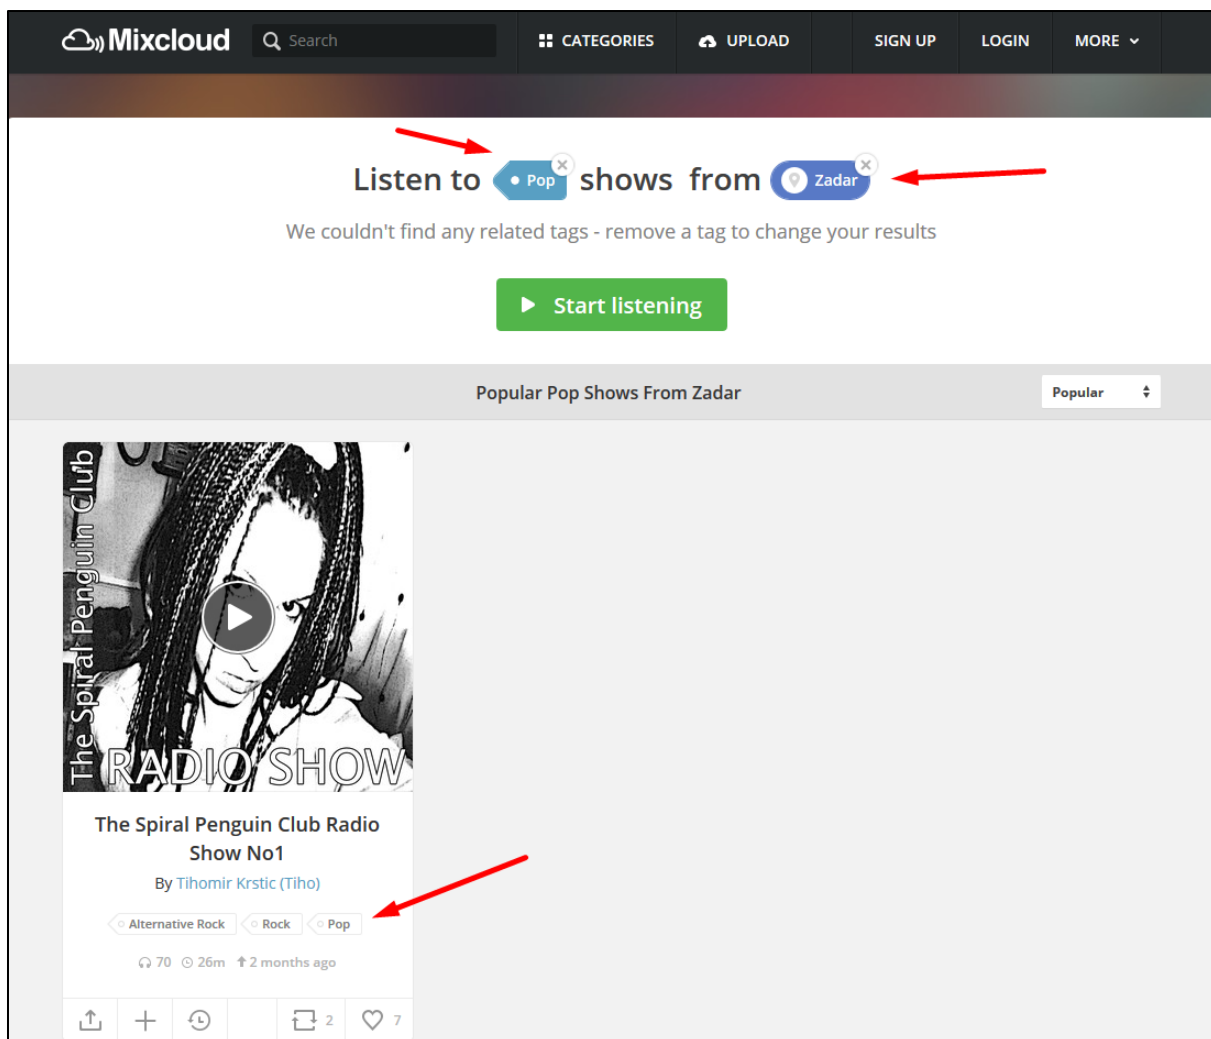 Mixcloud Search CATEGORIES UPLOAD SIGN UP LOGIN MORE
Listen to Pop shows from Zadar
We couldn't find any related tags - remove a tag to change your results
Start listening
Popular Pop Shows From Zadar Popular
The Spiral Penguin Club
RADIO SHOW
The Spiral Penguin Club Radio
Show No1
By Tihomir Krstic (Tiho)
Alternative Rock Rock Pop
70 26m 2 months ago
2 7